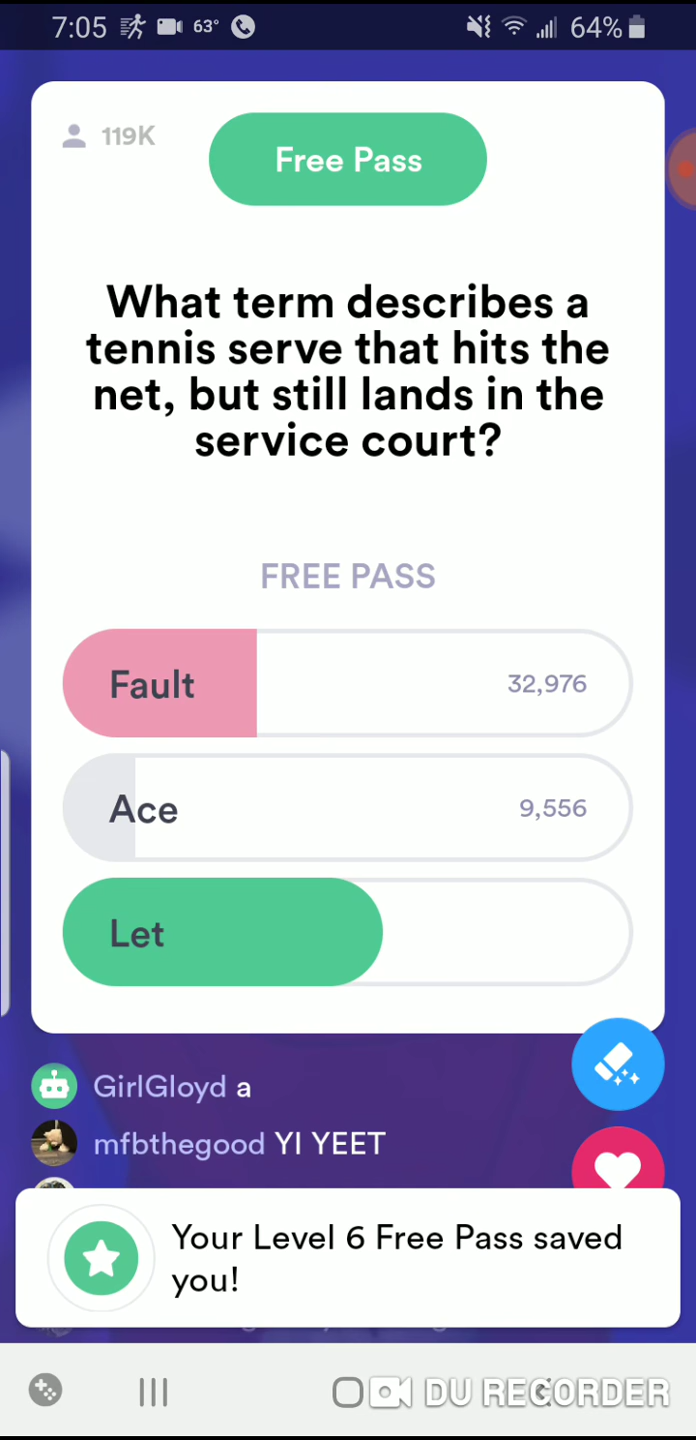 7:05 63° 64%
119K
Free Pass
What term describes a
tennis serve that hits the
net, but still lands in the
service court?
FREE PASS
Fault 32,976
Ace 9,556
Let
GirlGloyd a
mfbthegood YI YEET
Your Level 6 Free Pass saved
you!
DU RECORDER